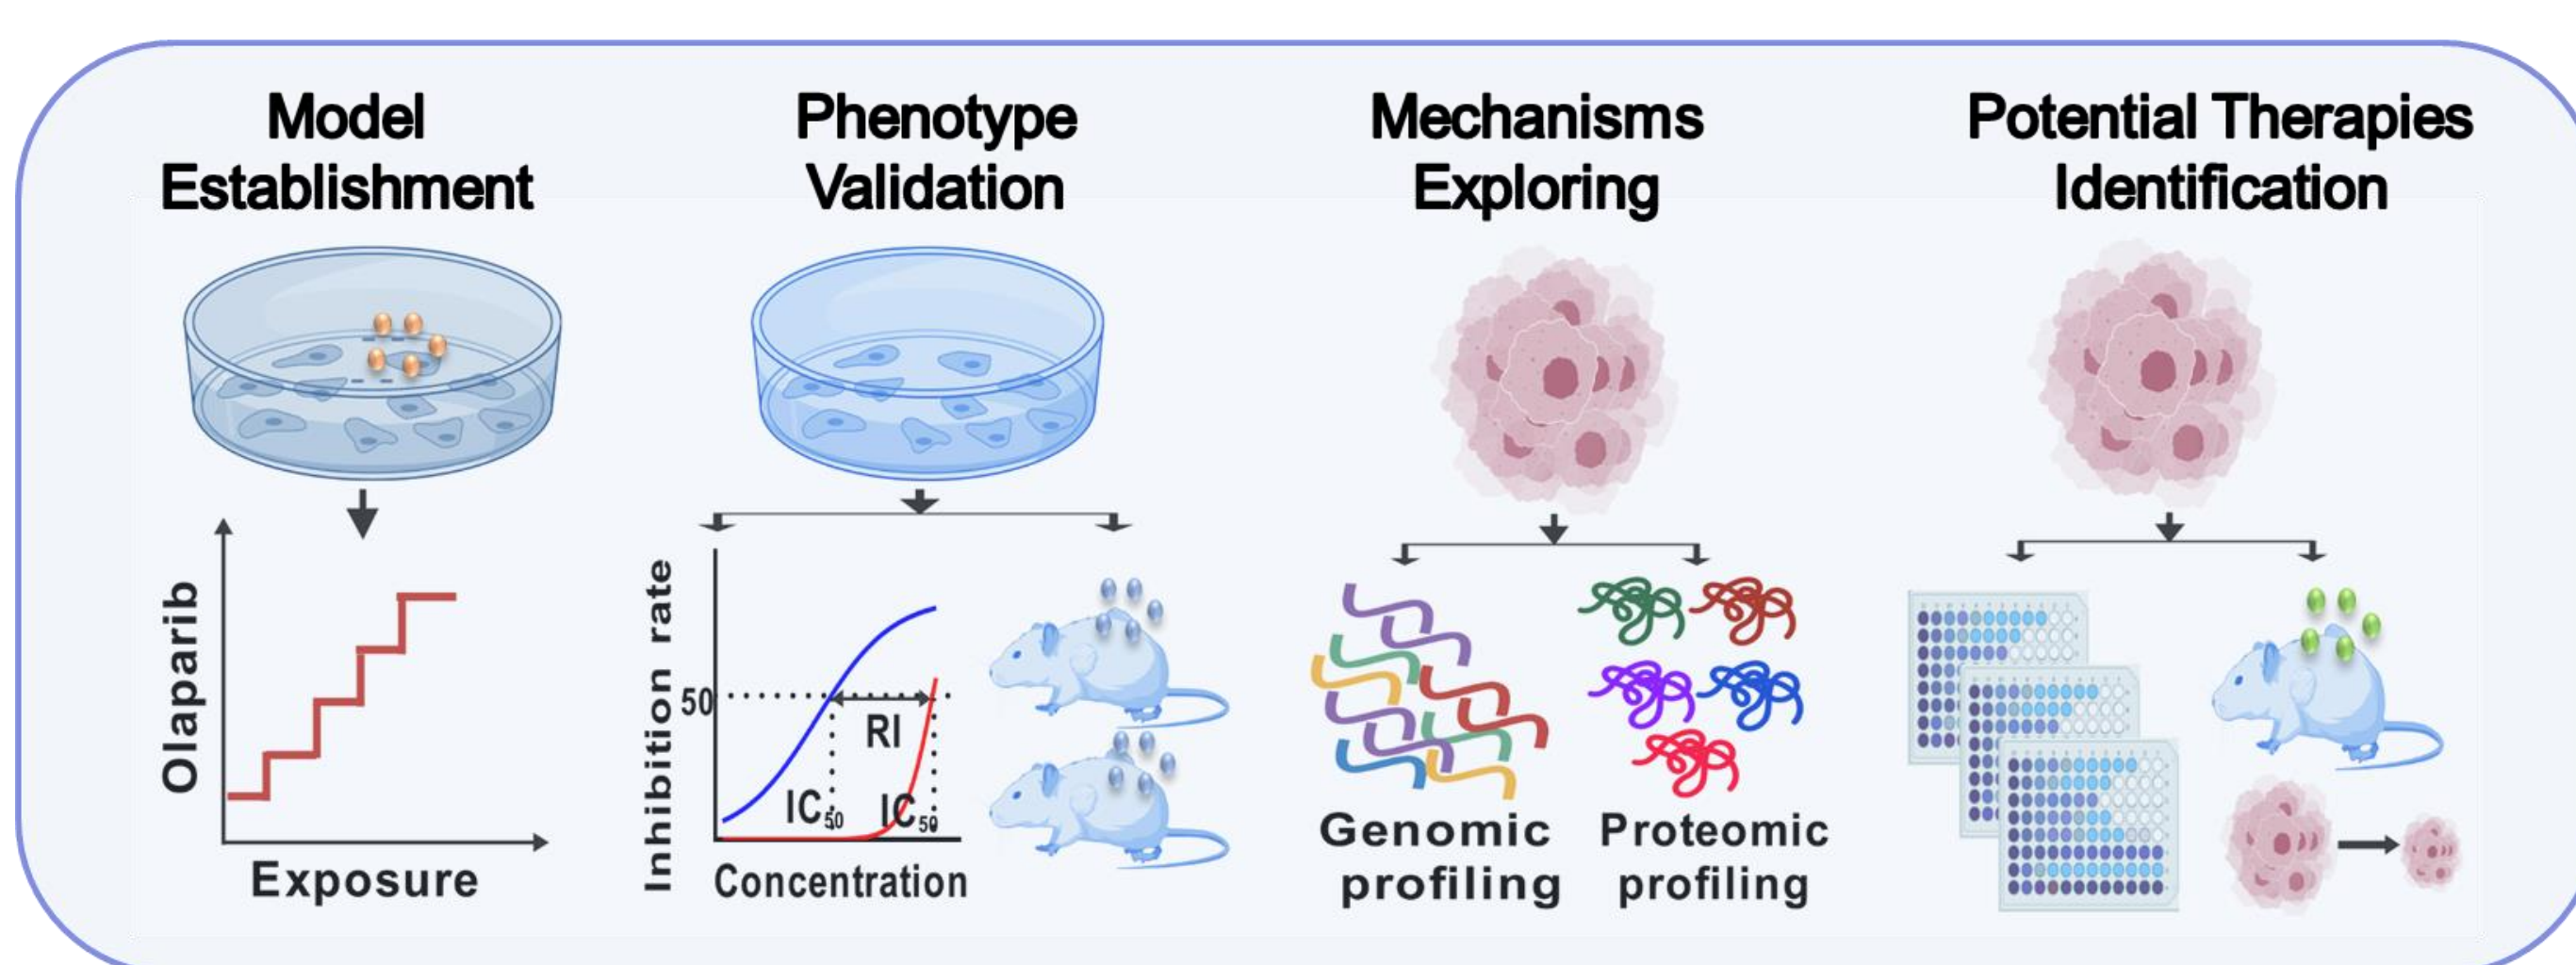 Model
Establishment
Phenotype
Validation
Mechanisms
Exploring
Potential Therapies
Identification
Olaparib
Exposure
Inhibition rate
50
RI
IC50
IC50
Concentration
Genomic
profiling
Proteomic
profiling